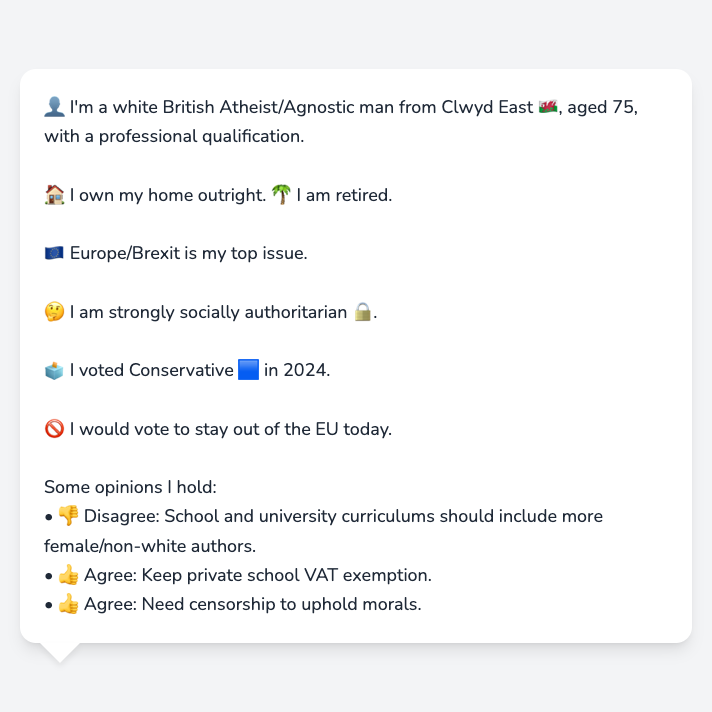 👤 I'm a white British Atheist/Agnostic man from Clwyd East 🏴󠁧󠁢󠁷󠁬󠁳󠁿, aged 75,
with a professional qualification.
🏠 I own my home outright. 🌴 I am retired.
🇪🇺 Europe/Brexit is my top issue.
🤔 I am strongly socially authoritarian 🔒.
🗳️ I voted Conservative 🟦 in 2024.
🚫 I would vote to stay out of the EU today.
Some opinions I hold:
• 👎 Disagree: School and university curriculums should include more
female/non-white authors.
• 👍 Agree: Keep private school VAT exemption.
• 👍 Agree: Need censorship to uphold morals.